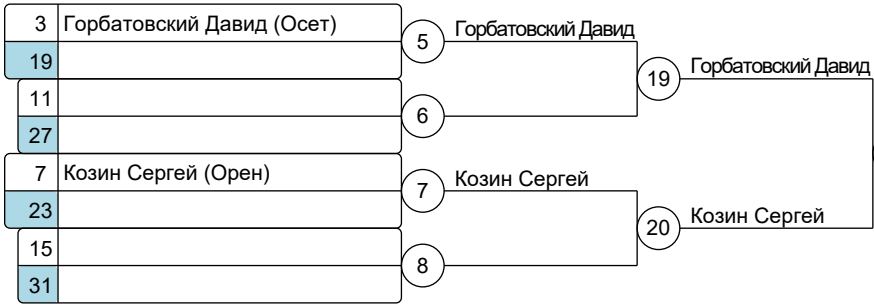 3 Горбатовский Давид (Осет)
5 Горбатовский Давид
19
19 Горбатовский Давид
11
6
27
7 Козин Сергей (Орен)
7 Козин Сергей
23
20 Козин Сергей
15
8
31